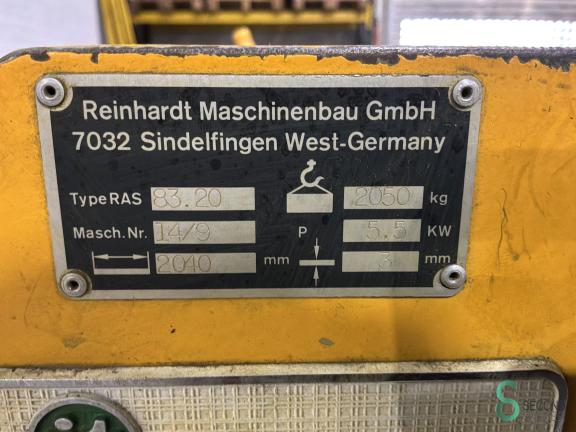 Reinhardt Maschinenbau GmbH
7032 Sindelfingen West-Germany
Type RAS 83.20 2050 kg
Masch. Nr. 14/9 P 5.5 KW
2040 mm 3 mm
S